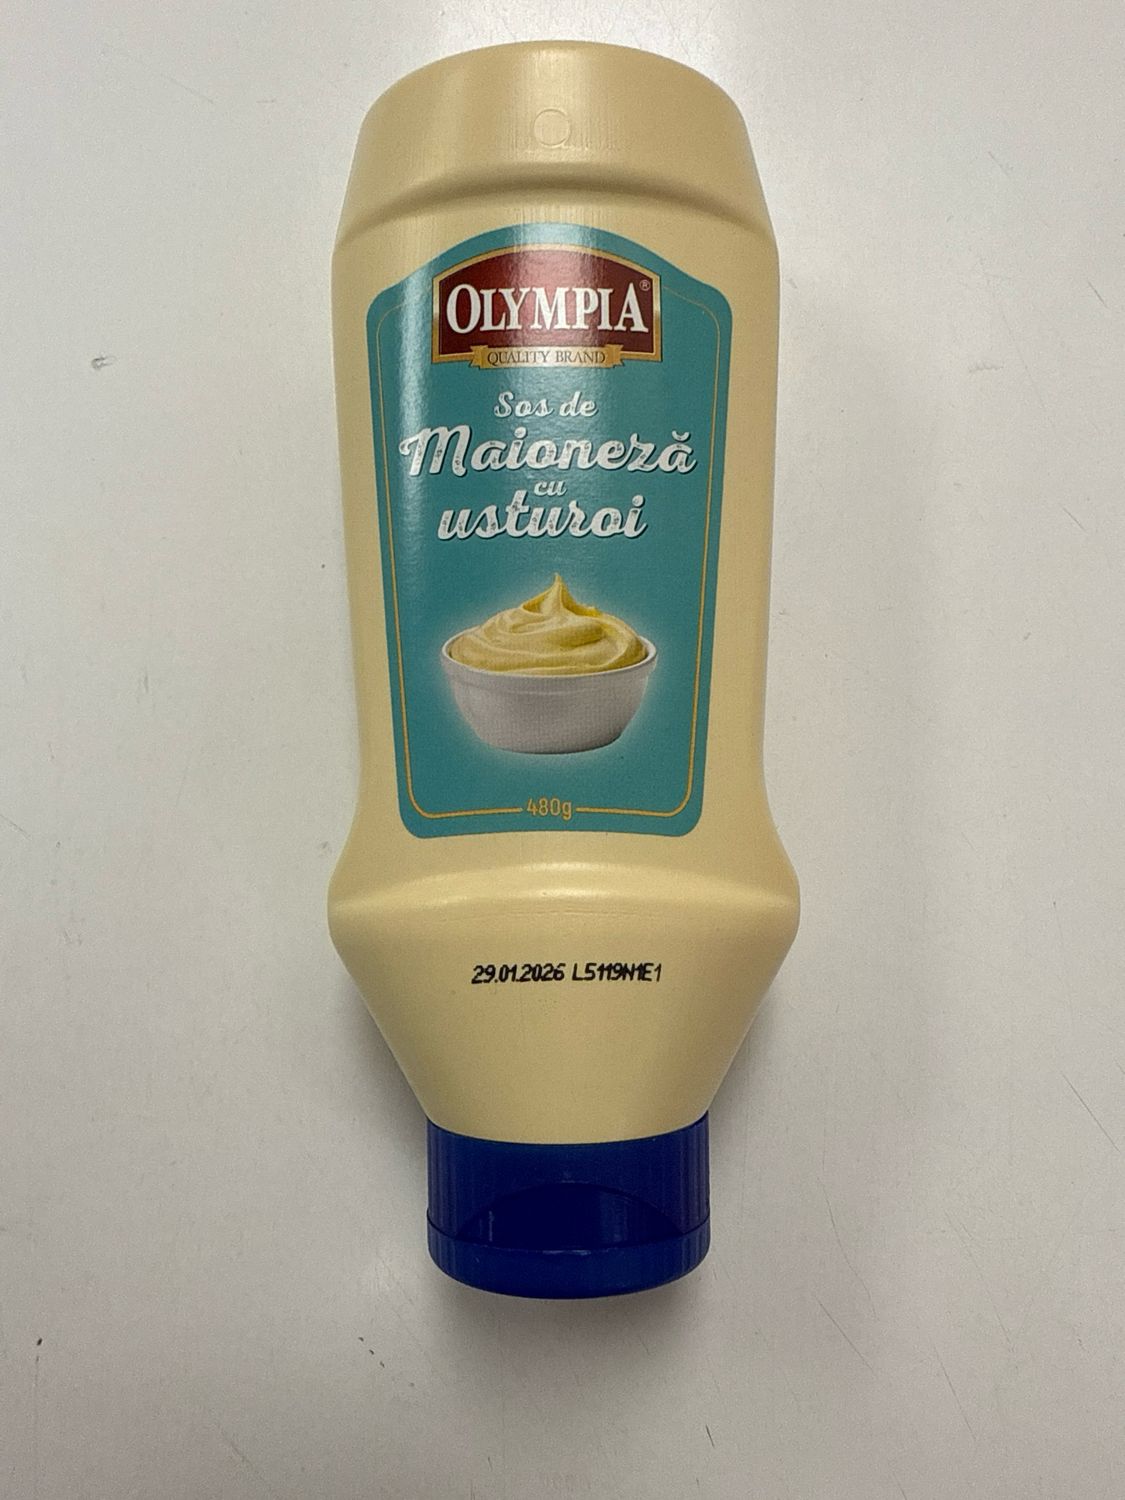 OLYMPIA®
QUALITY BRAND
Sos de
Maioneză
cu
usturoi
480g
29.01.2026 L5119N1E1